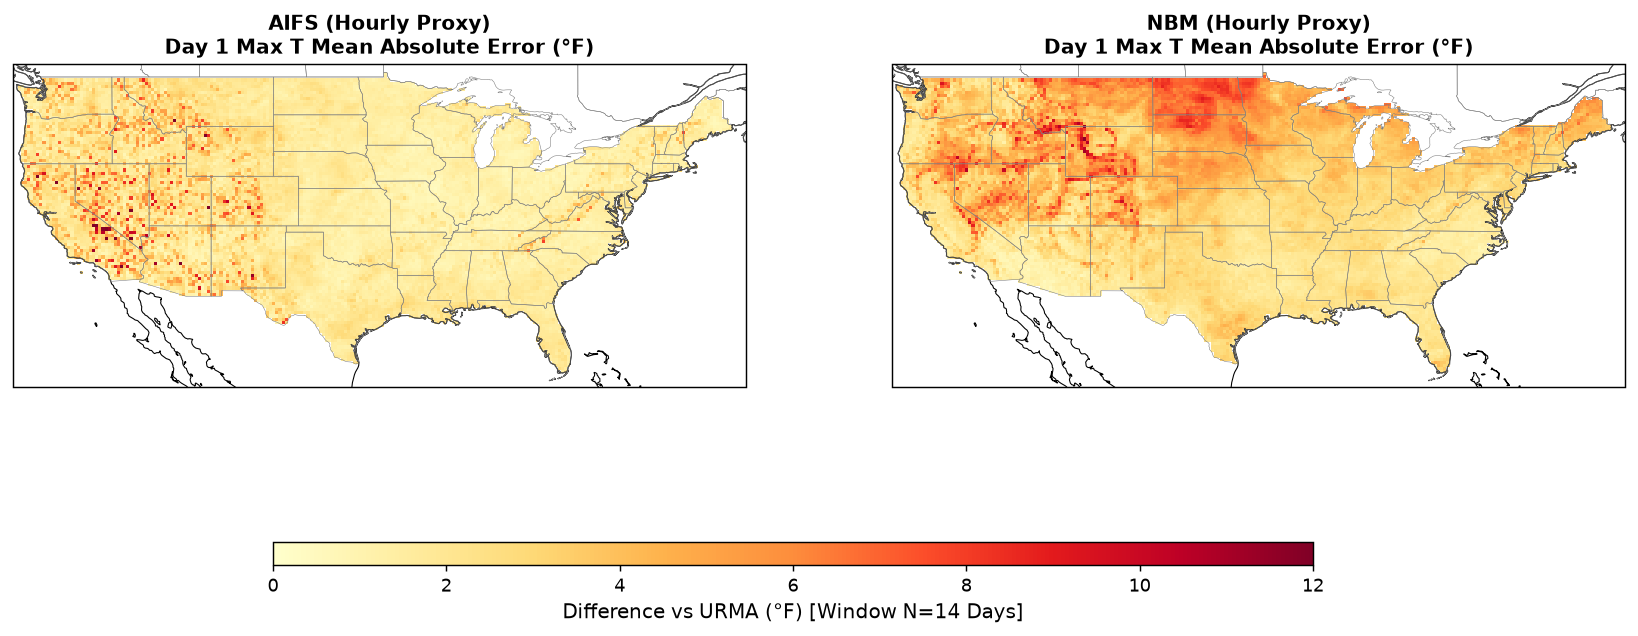 AIFS (Hourly Proxy)
Day 1 Max T Mean Absolute Error (°F)
NBM (Hourly Proxy)
Day 1 Max T Mean Absolute Error (°F)
0 2 4 6 8 10 12
Difference vs URMA (°F) [Window N=14 Days]